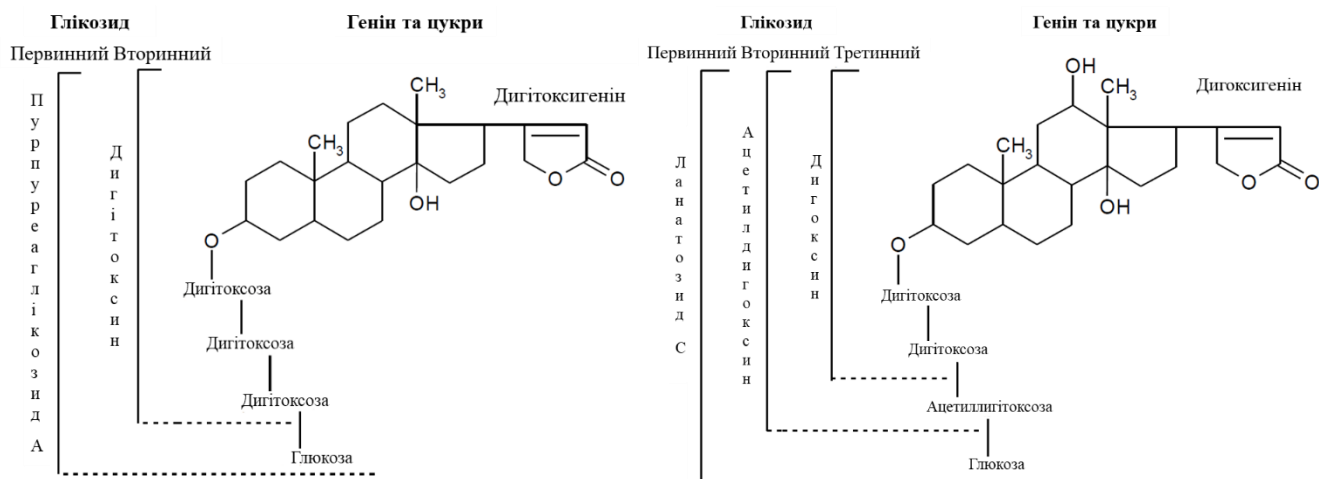 Глікозид
Генін та цукри
Первинний Вторинний
Пурпуреаглікозид А
Дигітоксин
CH3
CH3
OH
O
O
O
Дигітоксигенін
Дигітоксоза
Дигітоксоза
Дигітоксоза
Глюкоза
Глікозид
Генін та цукри
Первинний Вторинний Третинний
Ланатозид С
Ацетилдигоксин
Дигоксин
OH
CH3
CH3
OH
O
O
O
Дигоксигенін
Дигітоксоза
Дигітоксоза
Ацетиллигітоксоза
Глюкоза